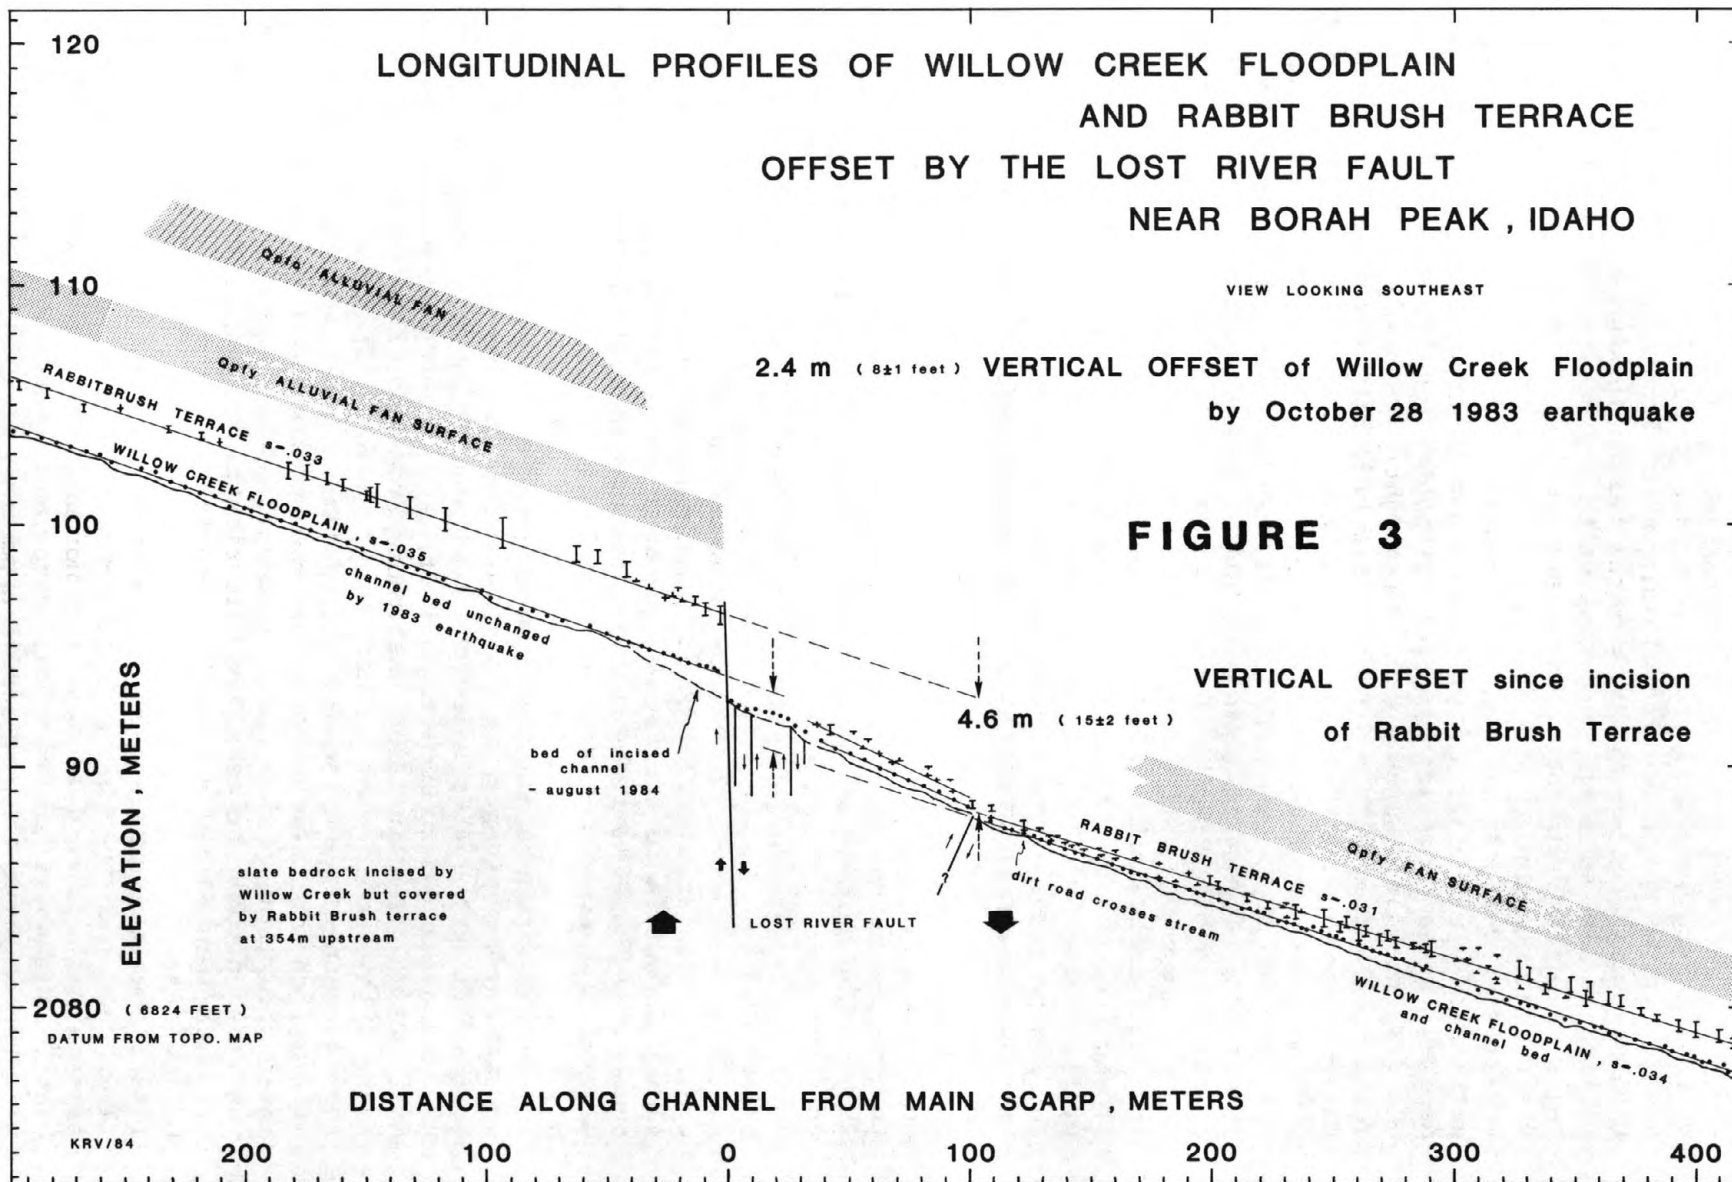 LONGITUDINAL PROFILES OF WILLOW CREEK FLOODPLAIN
AND RABBIT BRUSH TERRACE
OFFSET BY THE LOST RIVER FAULT
NEAR BORAH PEAK , IDAHO
VIEW LOOKING SOUTHEAST
2.4 m ( 8±1 feet ) VERTICAL OFFSET of Willow Creek Floodplain
by October 28 1983 earthquake
FIGURE 3
VERTICAL OFFSET since incision
of Rabbit Brush Terrace
4.6 m ( 15±2 feet )
120
110
100
90
2080 ( 6824 FEET )
DATUM FROM TOPO. MAP
ELEVATION , METERS
ALLUVIAL FAN
Qpfy ALLUVIAL FAN SURFACE
RABBITBRUSH TERRACE s=.033
WILLOW CREEK FLOODPLAIN , s=.035
channel bed unchanged
by 1983 earthquake
bed of incised
channel
- august 1984
slate bedrock incised by
Willow Creek but covered
by Rabbit Brush terrace
at 354m upstream
LOST RIVER FAULT
?
dirt road crosses stream
RABBIT BRUSH TERRACE s=.031
Qpfy FAN SURFACE
WILLOW CREEK FLOODPLAIN , s=.034
and channel bed
DISTANCE ALONG CHANNEL FROM MAIN SCARP , METERS
KRV/84
200 100 0 100 200 300 400